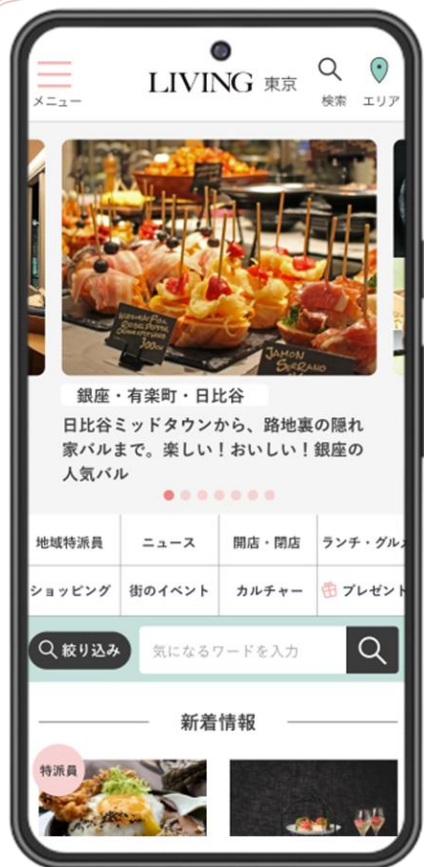 メニュー
LIVING 東京
検索
エリア
JAMON
SERRANO
銀座・有楽町・日比谷
日比谷ミッドタウンから、路地裏の隠れ
家バルまで。楽しい!おいしい!銀座の
人気バル
地域特派員
ニュース
開店・閉店
ランチ・グル
ショッピング
街のイベント
カルチャー
プレゼント
絞り込み
気になるワードを入力
新着情報
特派員